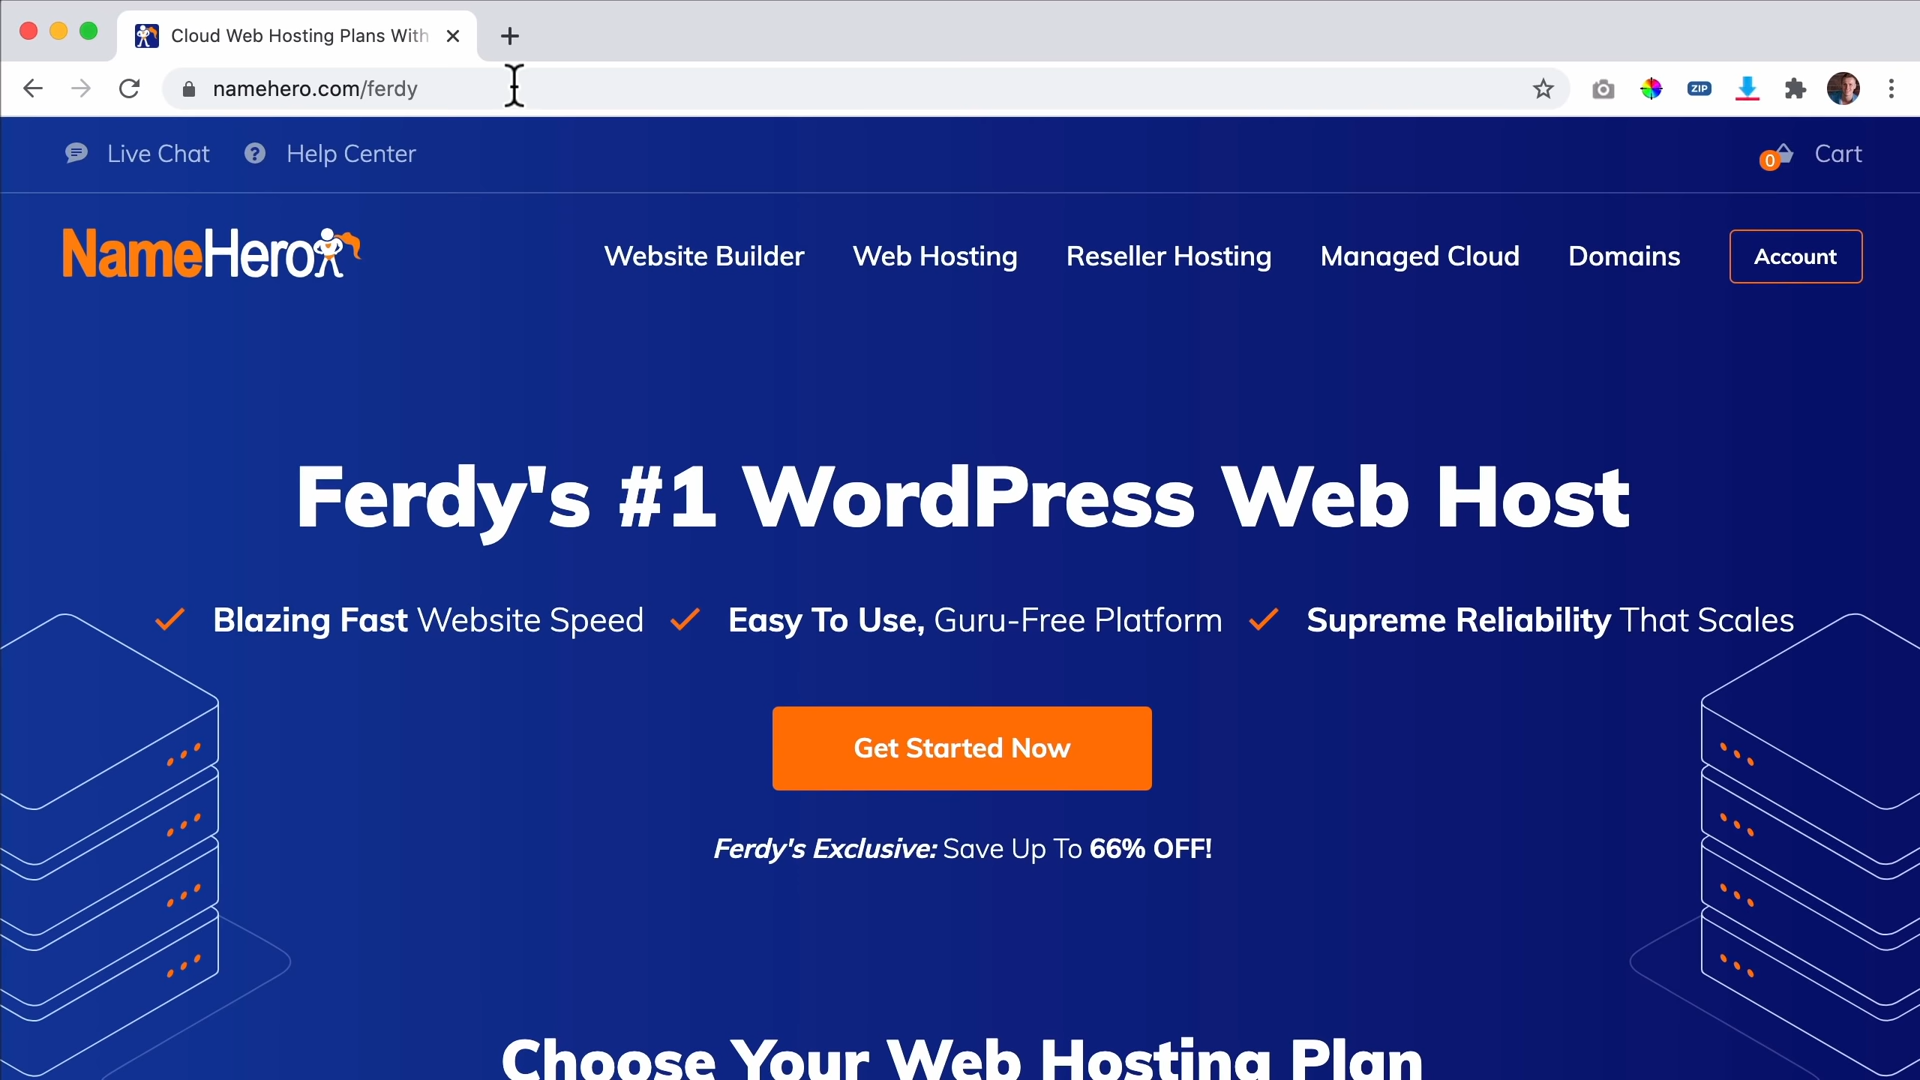 Cloud Web Hosting Plans With
namehero.com/ferdy
ZIP
Live Chat Help Center 0 Cart
NameHero Website Builder Web Hosting Reseller Hosting Managed Cloud Domains Account
Ferdy's #1 WordPress Web Host
Blazing Fast Website Speed Easy To Use, Guru-Free Platform Supreme Reliability That Scales
Get Started Now
Ferdy's Exclusive: Save Up To 66% OFF!
Choose Your Web Hosting Plan